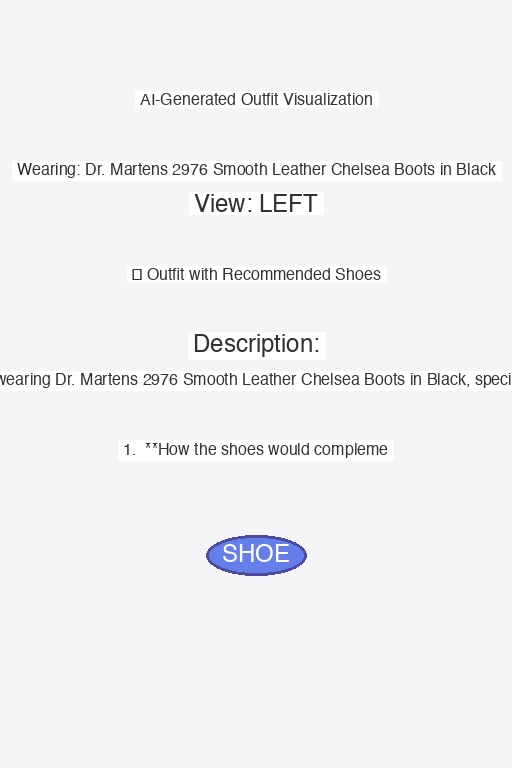 AI-Generated Outfit Visualization
Wearing: Dr. Martens 2976 Smooth Leather Chelsea Boots in Black
View: LEFT
Outfit with Recommended Shoes
Description:
wearing Dr. Martens 2976 Smooth Leather Chelsea Boots in Black, speci
1. **How the shoes would compleme
SHOE